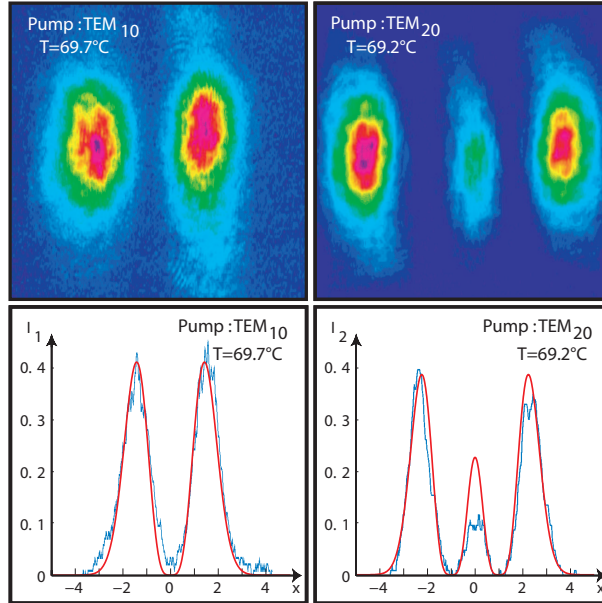 Pump :TEM10
T=69.7°C
Pump :TEM20
T=69.2°C
I1
Pump :TEM10
T=69.7°C
0. 4
0. 3
0. 2
0. 1
0
−4 −2 0 2 4 x
I2
Pump :TEM20
T=69.2°C
0. 4
0. 3
0. 2
0. 1
0
−4 −2 0 2 4 x